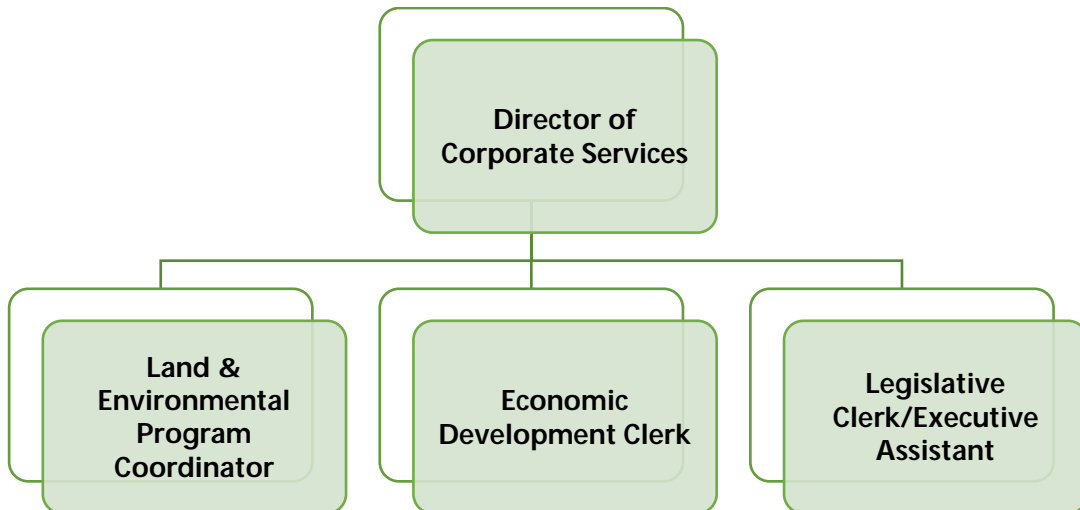 Director of
Corporate Services
Land &
Environmental
Program
Coordinator
Economic
Development Clerk
Legislative
Clerk/Executive
Assistant